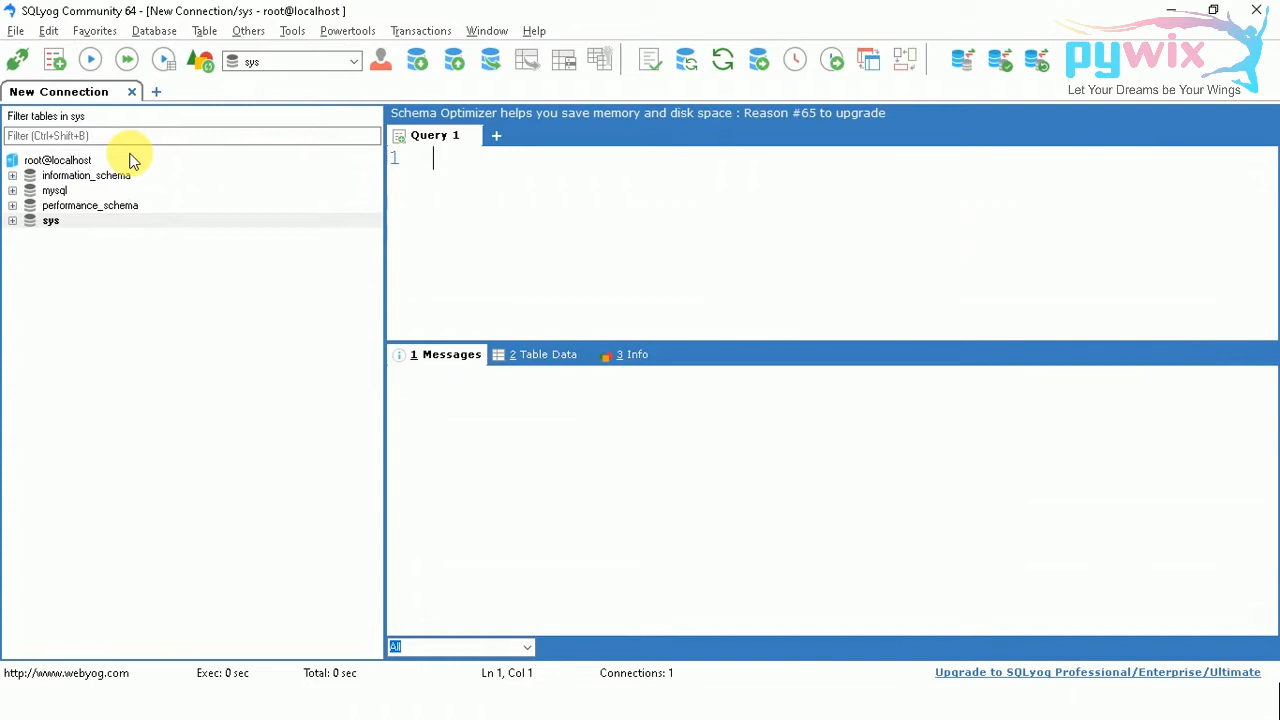 SQLyog Community 64 - [New Connection/sys - root@localhost ]
File Edit Favorites Database Table Others Tools Powertools Transactions Window Help
sys
pywix
Let Your Dreams be Your Wings
New Connection
Filter tables in sys
Filter (Ctrl+Shift+B)
root@localhost
information_schema
mysql
performance_schema
sys
Schema Optimizer helps you save memory and disk space : Reason #65 to upgrade
Query 1
1
1 Messages 2 Table Data 3 Info
All
http://www.webyog.com Exec: 0 sec Total: 0 sec Ln 1, Col 1 Connections: 1 Upgrade to SQLyog Professional/Enterprise/Ultimate